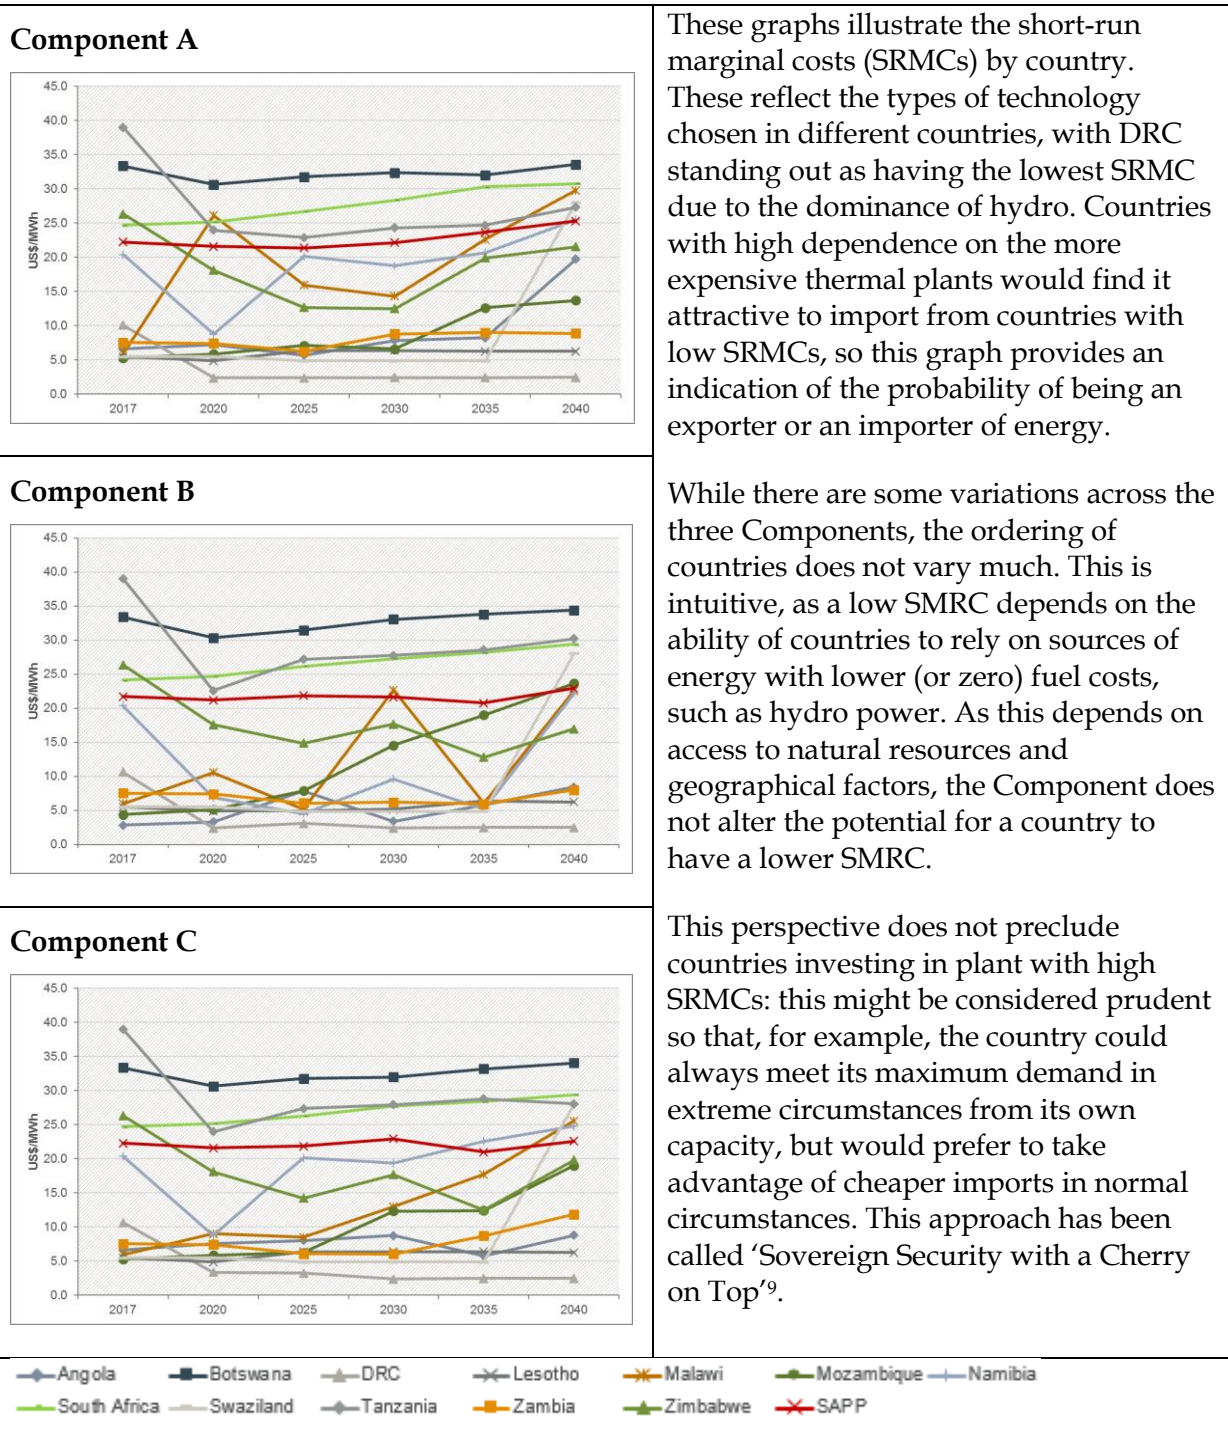 Component A
45.0
40.0
35.0
30.0
25.0
20.0
15.0
10.0
5.0
0.0
US$/MWh
2017 2020 2025 2030 2035 2040
Component B
45.0
40.0
35.0
30.0
25.0
20.0
15.0
10.0
5.0
0.0
US$/MWh
2017 2020 2025 2030 2035 2040
Component C
45.0
40.0
35.0
30.0
25.0
20.0
15.0
10.0
5.0
0.0
US$/MWh
2017 2020 2025 2030 2035 2040
These graphs illustrate the short-run
marginal costs (SRMCs) by country.
These reflect the types of technology
chosen in different countries, with DRC
standing out as having the lowest SRMC
due to the dominance of hydro. Countries
with high dependence on the more
expensive thermal plants would find it
attractive to import from countries with
low SRMCs, so this graph provides an
indication of the probability of being an
exporter or an importer of energy.
While there are some variations across the
three Components, the ordering of
countries does not vary much. This is
intuitive, as a low SMRC depends on the
ability of countries to rely on sources of
energy with lower (or zero) fuel costs,
such as hydro power. As this depends on
access to natural resources and
geographical factors, the Component does
not alter the potential for a country to
have a lower SMRC.
This perspective does not preclude
countries investing in plant with high
SRMCs: this might be considered prudent
so that, for example, the country could
always meet its maximum demand in
extreme circumstances from its own
capacity, but would prefer to take
advantage of cheaper imports in normal
circumstances. This approach has been
called ‘Sovereign Security with a Cherry
on Top’⁹.
Angola Botswana DRC Lesotho Malawi Mozambique Namibia
South Africa Swaziland Tanzania Zambia Zimbabwe SAPP